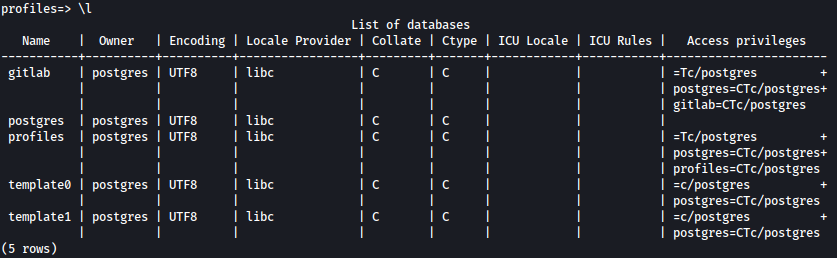 profiles=> \l
                                                List of databases
   Name    |  Owner   | Encoding | Locale Provider | Collate | Ctype | ICU Locale | ICU Rules |   Access privileges
-----------+----------+----------+-----------------+---------+-------+------------+-----------+-----------------------
 gitlab    | postgres | UTF8     | libc            | C       | C     |            |           | =Tc/postgres         +
           |          |          |                 |         |       |            |           | postgres=CTc/postgres+
           |          |          |                 |         |       |            |           | gitlab=CTc/postgres
 postgres  | postgres | UTF8     | libc            | C       | C     |            |           |
 profiles  | postgres | UTF8     | libc            | C       | C     |            |           | =Tc/postgres         +
           |          |          |                 |         |       |            |           | postgres=CTc/postgres+
           |          |          |                 |         |       |            |           | profiles=CTc/postgres
 template0 | postgres | UTF8     | libc            | C       | C     |            |           | =c/postgres          +
           |          |          |                 |         |       |            |           | postgres=CTc/postgres
 template1 | postgres | UTF8     | libc            | C       | C     |            |           | =c/postgres          +
           |          |          |                 |         |       |            |           | postgres=CTc/postgres
(5 rows)